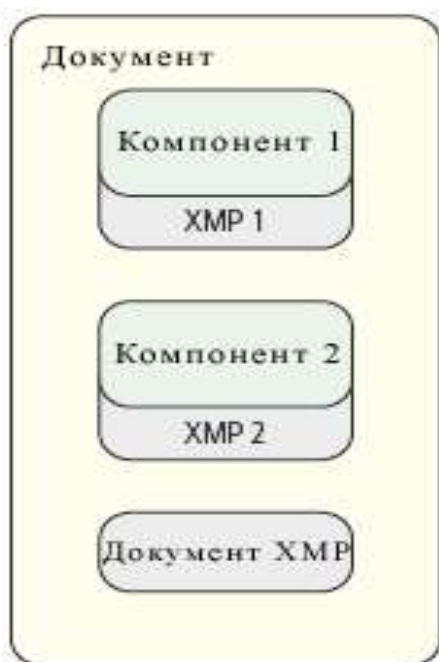 Документ
Компонент 1
XMP 1
Компонент 2
XMP 2
Документ XMP